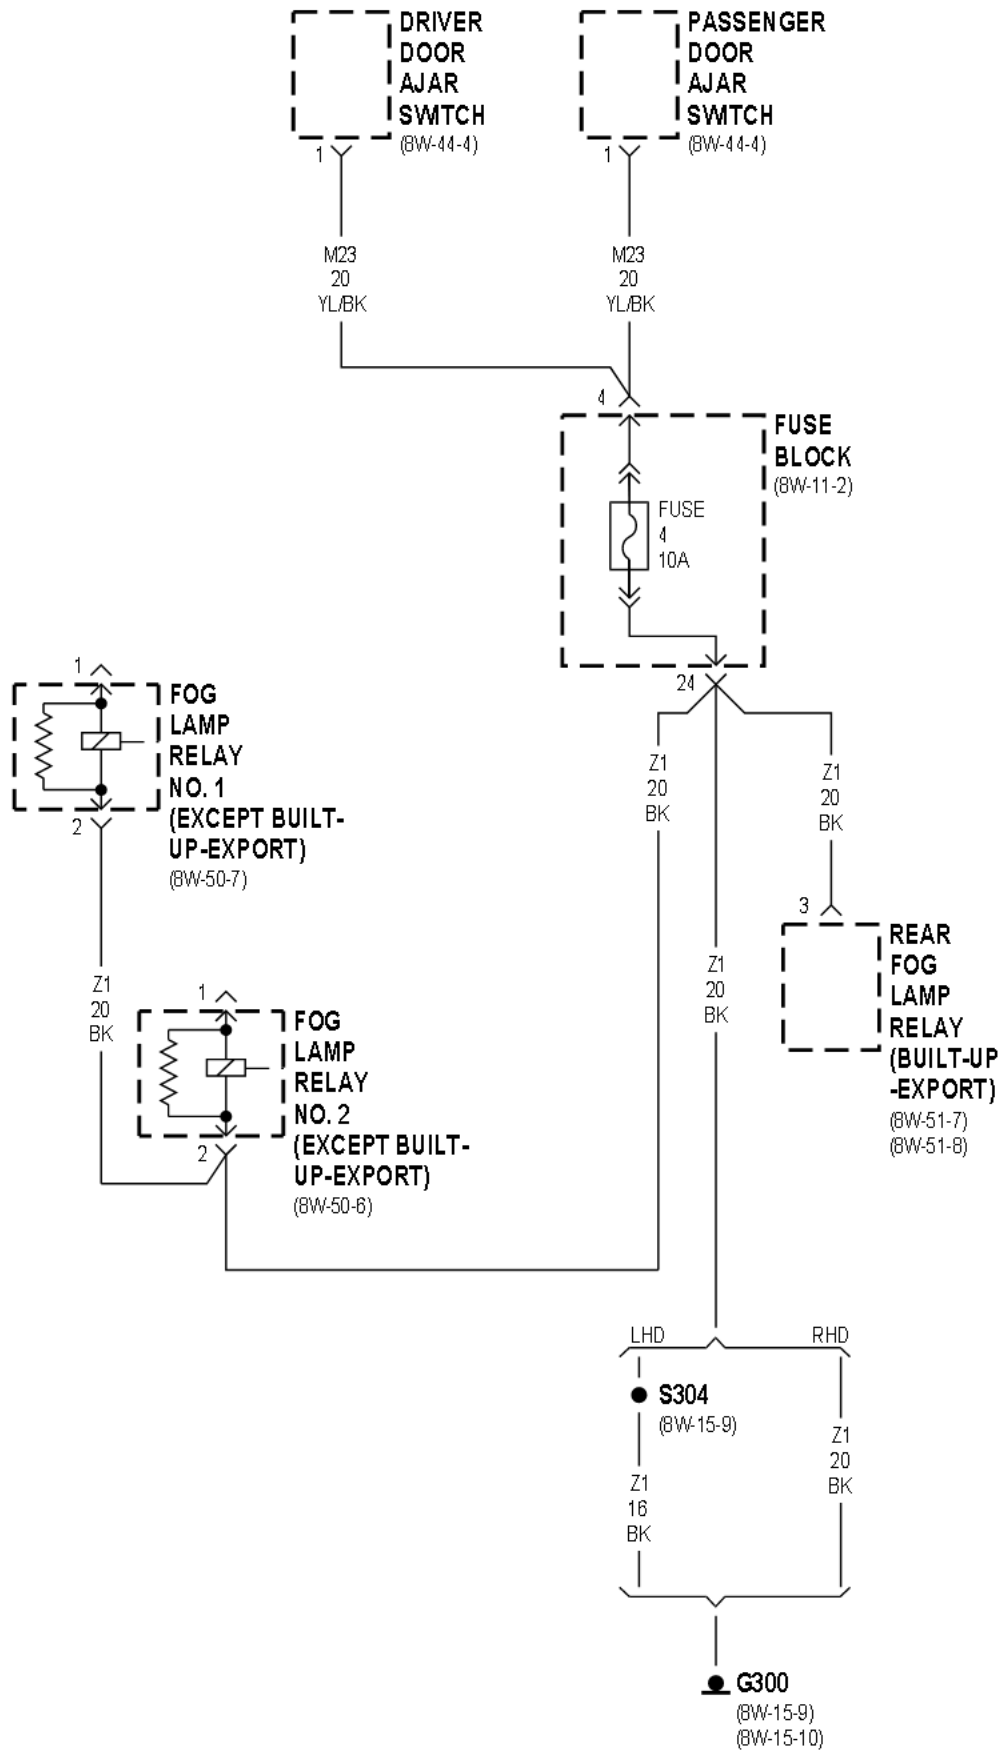 DRIVER
DOOR
AJAR
SWITCH
(8W-44-4)
PASSENGER
DOOR
AJAR
SWITCH
(8W-44-4)
1
1
M23
20
YL/BK
M23
20
YL/BK
4
FUSE
BLOCK
(8W-11-2)
FUSE
4
10A
24
1
FOG
LAMP
RELAY
NO. 1
(EXCEPT BUILT-
UP-EXPORT)
(8W-50-7)
2
Z1
20
BK
Z1
20
BK
3
REAR
FOG
LAMP
RELAY
(BUILT-UP
-EXPORT)
(8W-51-7)
(8W-51-8)
Z1
20
BK
Z1
20
BK
1
FOG
LAMP
RELAY
NO. 2
(EXCEPT BUILT-
UP-EXPORT)
(8W-50-6)
2
LHD
RHD
S304
(8W-15-9)
Z1
16
BK
Z1
20
BK
G300
(8W-15-9)
(8W-15-10)